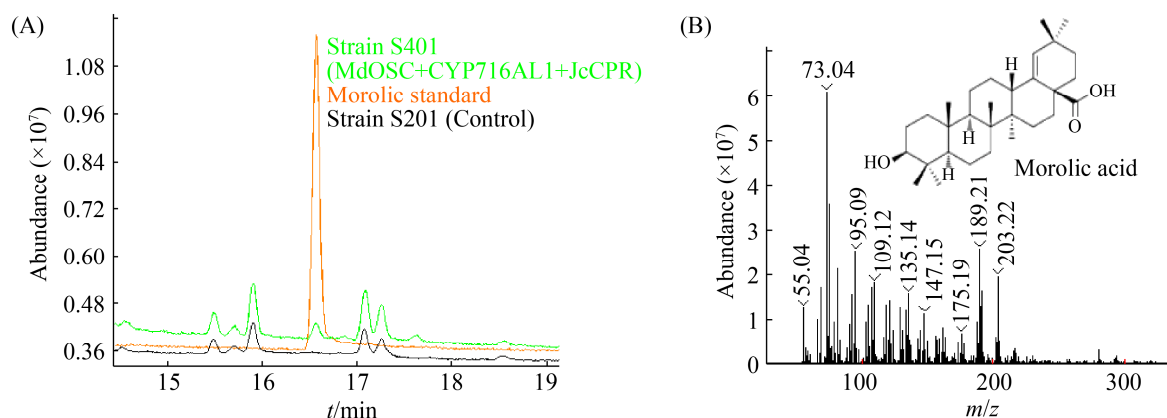 (A)
Strain S401
(MdOSC+CYP716AL1+JcCPR)
Morolic standard
Strain S201 (Control)
Abundance (×10⁷)
1.08
0.96
0.84
0.72
0.60
0.48
0.36
15
16
17
18
19
t/min
(B)
73.04
OH
O
HO
H
H
H
Morolic acid
Abundance (×10⁷)
6
5
4
3
2
1
0
55.04
95.09
109.12
135.14
147.15
175.19
189.21
203.22
100
200
300
m/z